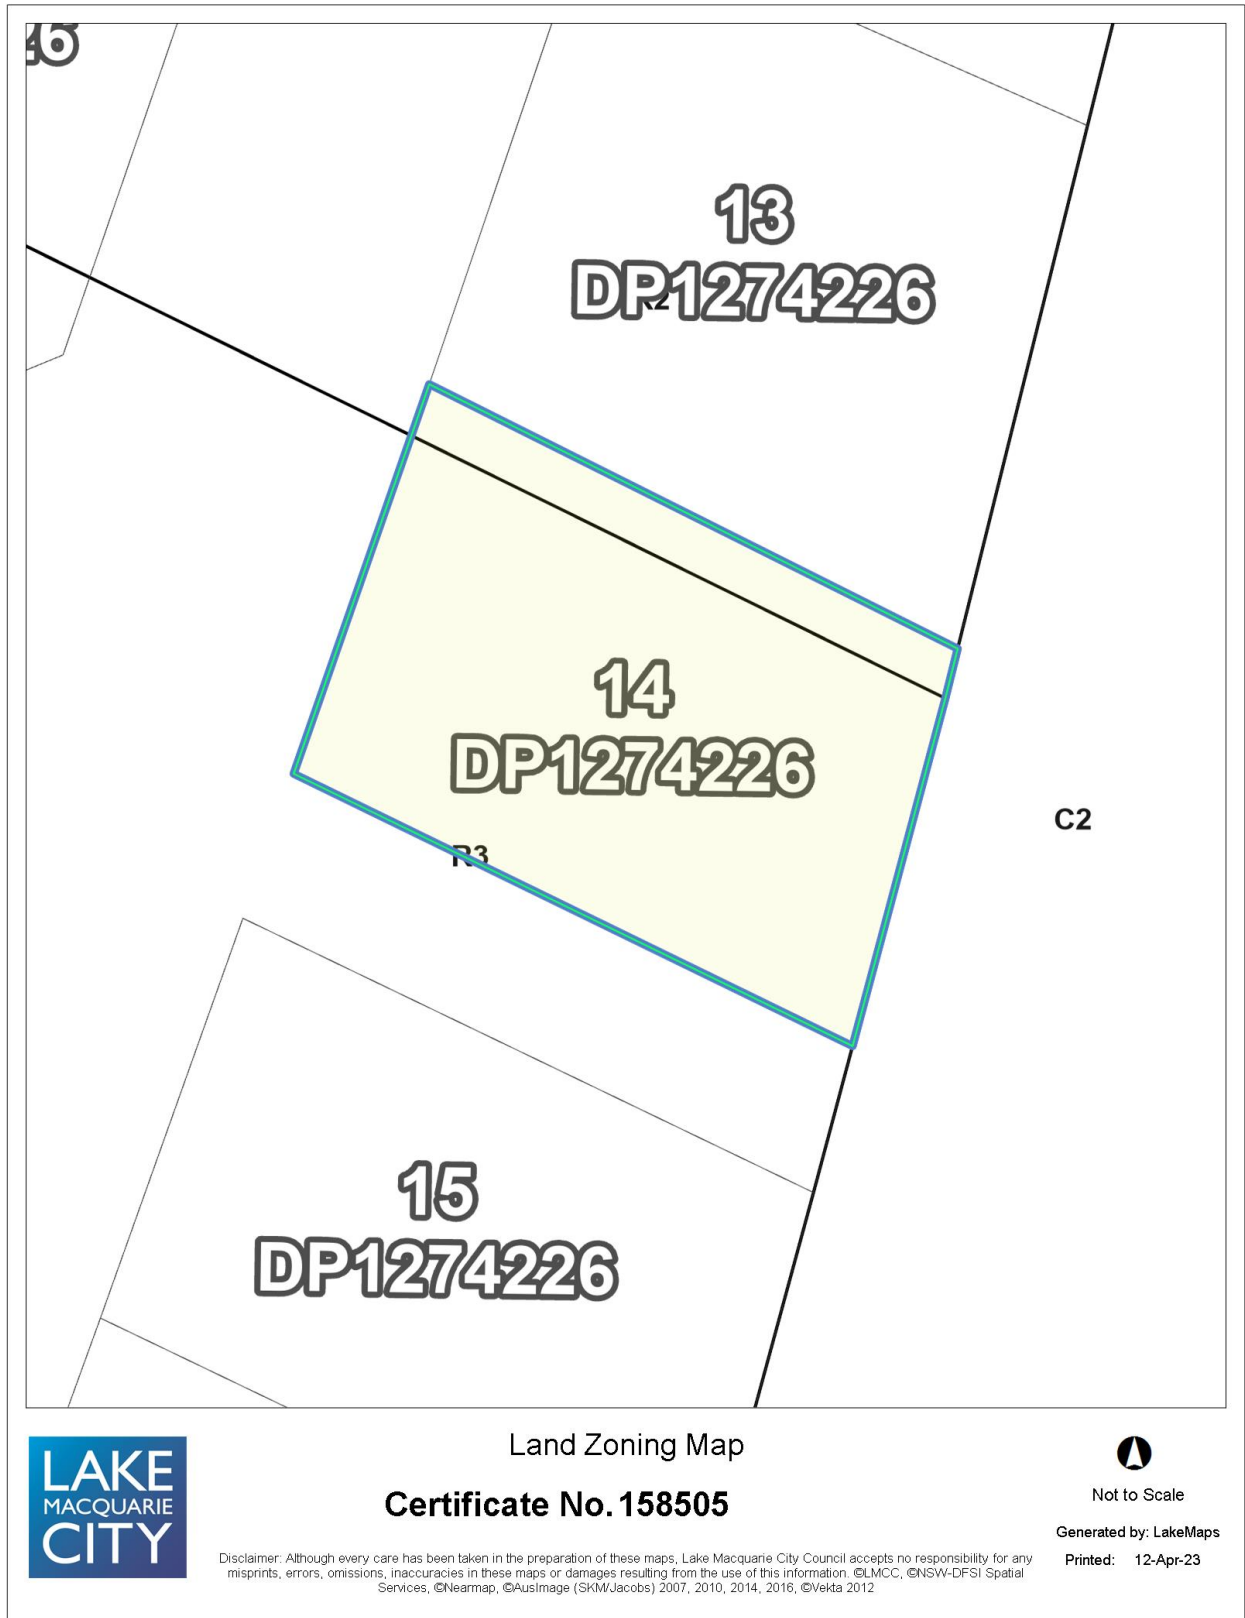 26
13
DP1274226
R2
14
DP1274226
C2
R3
15
DP1274226
LAKE
MACQUARIE
CITY
Land Zoning Map
Certificate No. 158505
Not to Scale
Generated by: LakeMaps
Printed: 12-Apr-23
Disclaimer: Although every care has been taken in the preparation of these maps, Lake Macquarie City Council accepts no responsibility for any
misprints, errors, omissions, inaccuracies in these maps or damages resulting from the use of this information. ©LMCC, ©NSW-DFSI Spatial
Services, ©Nearmap, ©AusImage (SKM/Jacobs) 2007, 2010, 2014, 2016, ©Vekta 2012